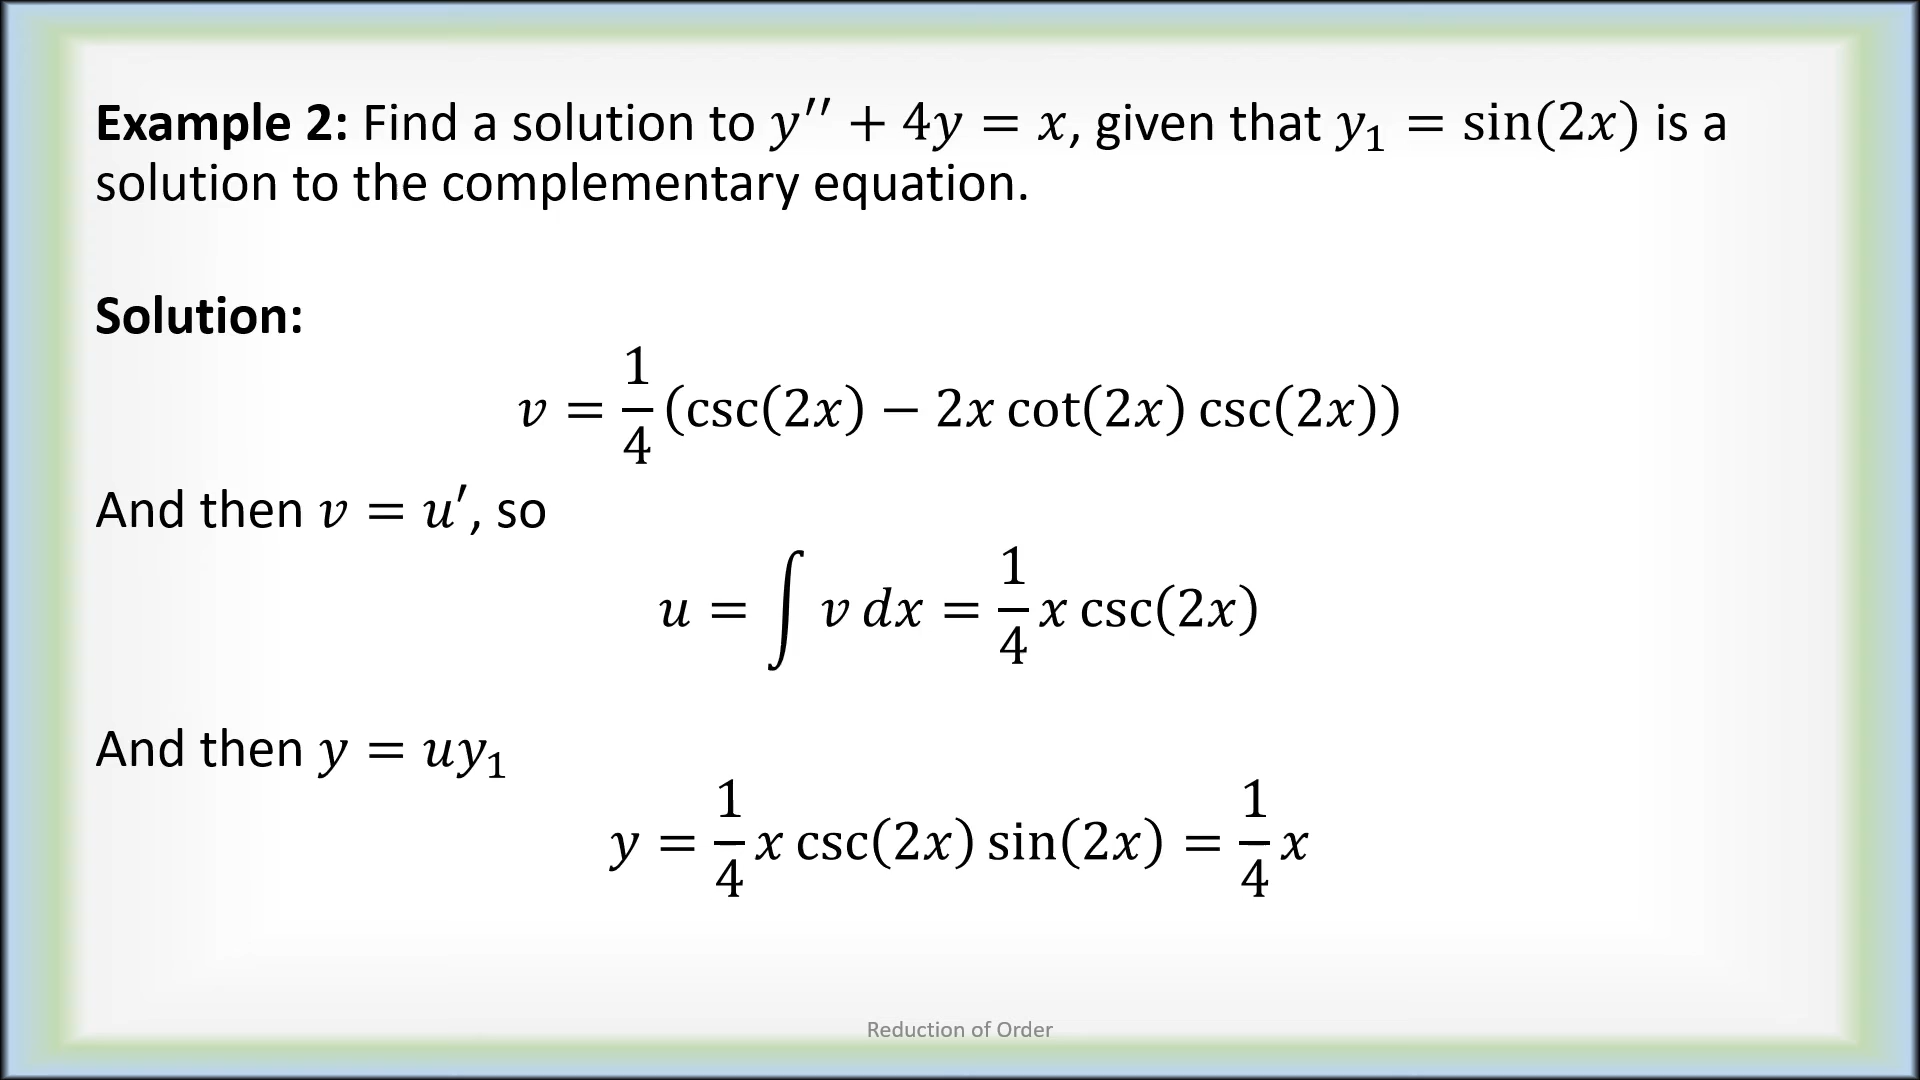 Example 2: Find a solution to y′′ + 4y = x, given that y₁ = sin(2x) is a
solution to the complementary equation.
Solution:
v = 1/4 (csc(2x) − 2x cot(2x) csc(2x))
And then v = u′, so
u = ∫ v dx = 1/4 x csc(2x)
And then y = uy₁
y = 1/4 x csc(2x) sin(2x) = 1/4 x
Reduction of Order